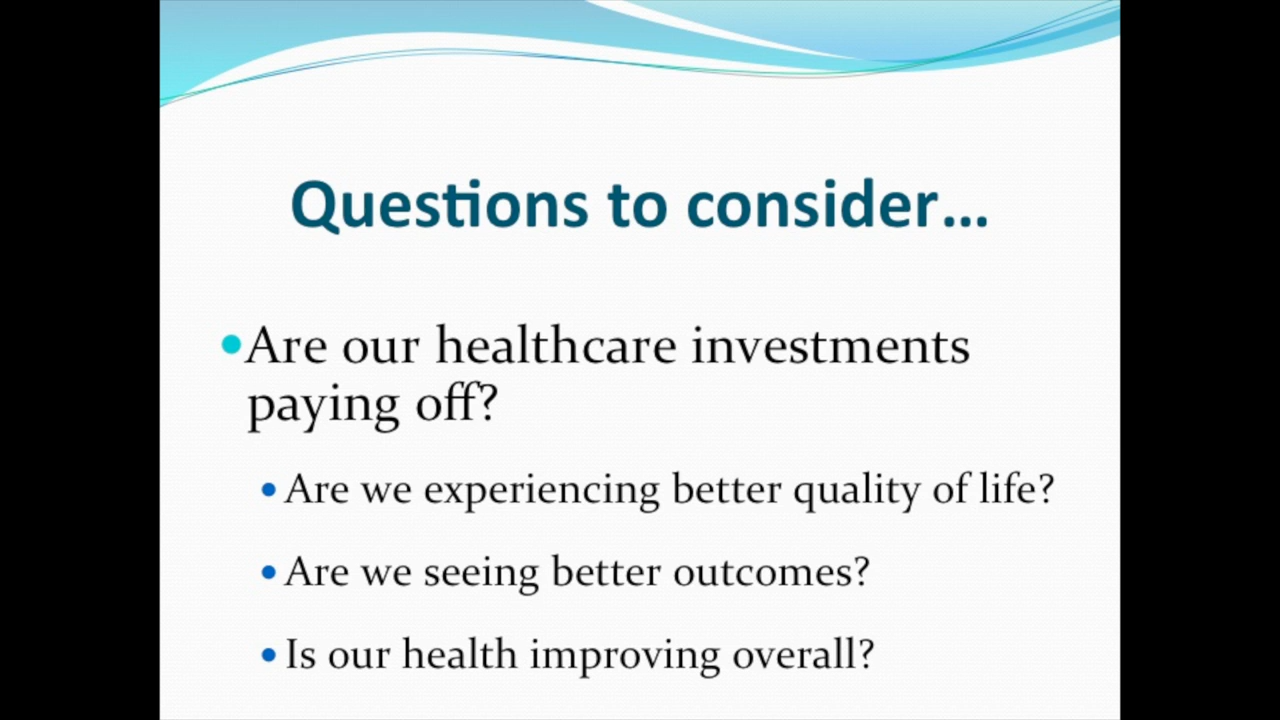 Questions to consider...
•Are our healthcare investments
paying off?
•Are we experiencing better quality of life?
•Are we seeing better outcomes?
•Is our health improving overall?